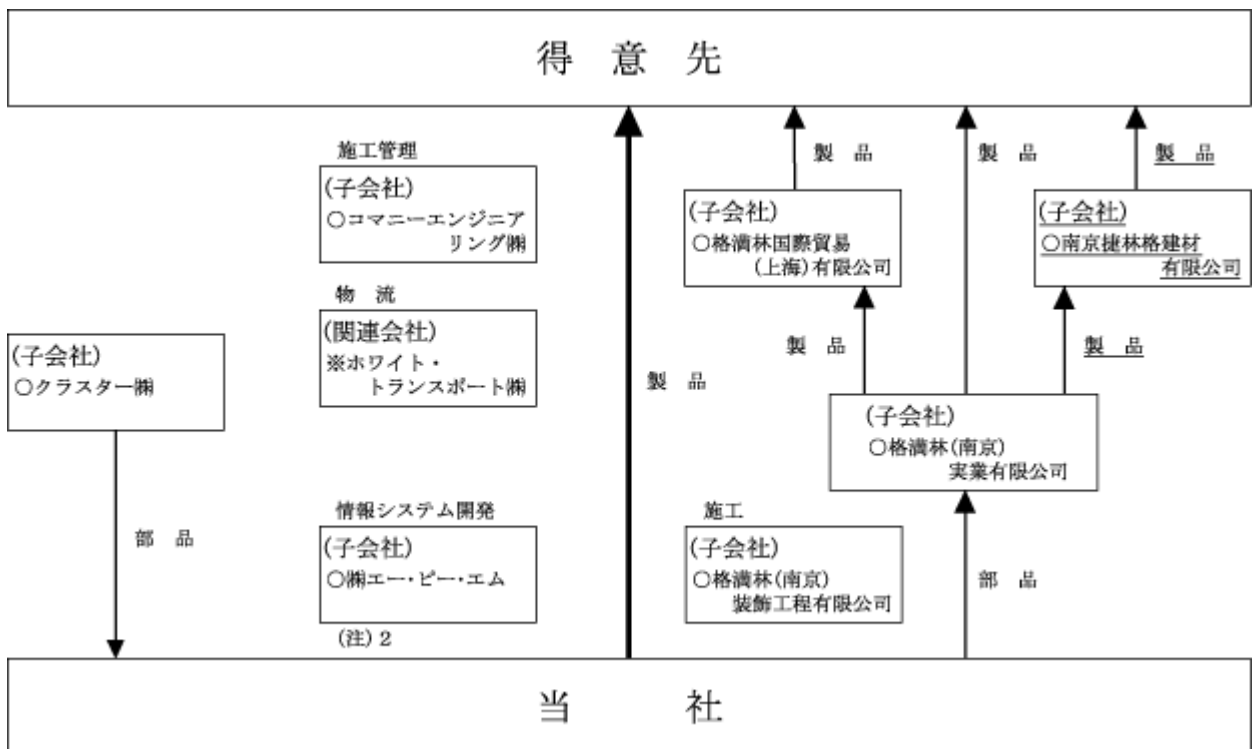 得 意 先
施工管理
(子会社)
○コマニーエンジニア
リング㈱
物 流
(関連会社)
※ホワイト・
トランスポート㈱
(子会社)
○クラスター㈱
部 品
情報システム開発
(子会社)
○㈱エー・ピー・エム
(注) 2
製 品
製 品
(子会社)
○格満林国際貿易
(上海)有限公司
製 品
製 品
製 品
(子会社)
○南京捷林格建材
有限公司
製 品
(子会社)
○格満林(南京)
実業有限公司
施工
(子会社)
○格満林(南京)
装飾工程有限公司
部 品
当 社